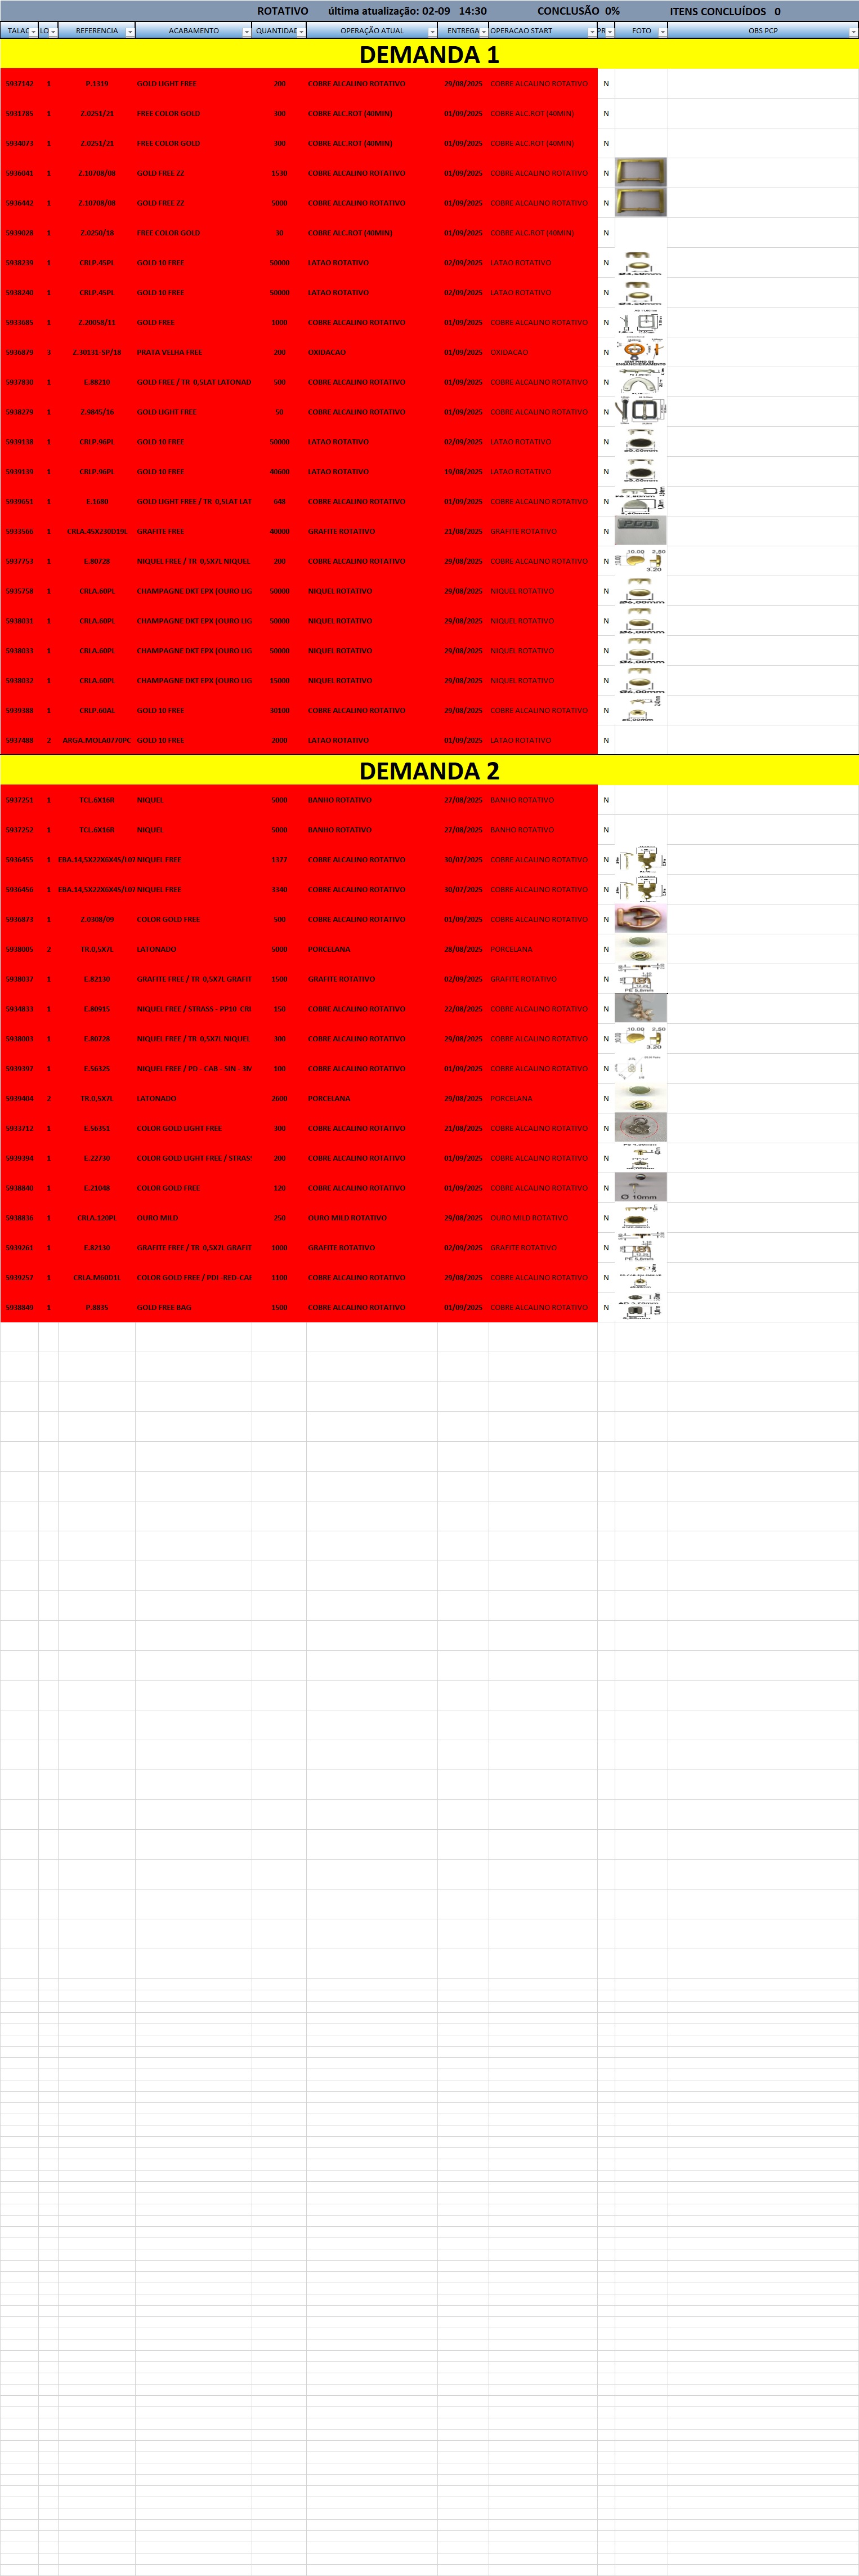 ROTATIVO última atualização: 02-09 14:30 CONCLUSÃO 0% ITENS CONCLUÍDOS 0
TALAC LO REFERENCIA ACABAMENTO QUANTIDAE OPERAÇÃO ATUAL ENTREGA OPERACAO START PR FOTO OBS PCP
DEMANDA 1
5937142 1 P.1319 GOLD LIGHT FREE 200 COBRE ALCALINO ROTATIVO 29/08/2025 COBRE ALCALINO ROTATIVO N
5931785 1 Z.0251/21 FREE COLOR GOLD 300 COBRE ALC.ROT (40MIN) 01/09/2025 COBRE ALC.ROT (40MIN) N
5934073 1 Z.0251/21 FREE COLOR GOLD 300 COBRE ALC.ROT (40MIN) 01/09/2025 COBRE ALC.ROT (40MIN) N
5936041 1 Z.10708/08 GOLD FREE ZZ 1530 COBRE ALCALINO ROTATIVO 01/09/2025 COBRE ALCALINO ROTATIVO N
5936442 1 Z.10708/08 GOLD FREE ZZ 5000 COBRE ALCALINO ROTATIVO 01/09/2025 COBRE ALCALINO ROTATIVO N
5939028 1 Z.0250/18 FREE COLOR GOLD 30 COBRE ALC.ROT (40MIN) 01/09/2025 COBRE ALC.ROT (40MIN) N
5938239 1 CRLP.45PL GOLD 10 FREE 50000 LATAO ROTATIVO 02/09/2025 LATAO ROTATIVO N
5938240 1 CRLP.45PL GOLD 10 FREE 50000 LATAO ROTATIVO 02/09/2025 LATAO ROTATIVO N
5933685 1 Z.20058/11 GOLD FREE 1000 COBRE ALCALINO ROTATIVO 01/09/2025 COBRE ALCALINO ROTATIVO N
5936879 3 Z.30131-SP/18 PRATA VELHA FREE 200 OXIDACAO 01/09/2025 OXIDACAO N
5937830 1 E.88210 GOLD FREE / TR 0,5LAT LATONAD 500 COBRE ALCALINO ROTATIVO 01/09/2025 COBRE ALCALINO ROTATIVO N
5938279 1 Z.9845/16 GOLD LIGHT FREE 50 COBRE ALCALINO ROTATIVO 01/09/2025 COBRE ALCALINO ROTATIVO N
5939138 1 CRLP.96PL GOLD 10 FREE 50000 LATAO ROTATIVO 02/09/2025 LATAO ROTATIVO N
5939139 1 CRLP.96PL GOLD 10 FREE 40600 LATAO ROTATIVO 19/08/2025 LATAO ROTATIVO N
5939651 1 E.1680 GOLD LIGHT FREE / TR 0,5LAT LAT 648 COBRE ALCALINO ROTATIVO 01/09/2025 COBRE ALCALINO ROTATIVO N
5933566 1 CRLA.45X230D19L GRAFITE FREE 40000 GRAFITE ROTATIVO 21/08/2025 GRAFITE ROTATIVO N
5937753 1 E.80728 NIQUEL FREE / TR 0,5X7L NIQUEL 200 COBRE ALCALINO ROTATIVO 29/08/2025 COBRE ALCALINO ROTATIVO N 10.00 2,50 3.20
5935758 1 CRLA.60PL CHAMPAGNE DKT EPX (OURO LIG 50000 NIQUEL ROTATIVO 29/08/2025 NIQUEL ROTATIVO N Ø6,00mm
5938031 1 CRLA.60PL CHAMPAGNE DKT EPX (OURO LIG 50000 NIQUEL ROTATIVO 29/08/2025 NIQUEL ROTATIVO N Ø6,00mm
5938033 1 CRLA.60PL CHAMPAGNE DKT EPX (OURO LIG 50000 NIQUEL ROTATIVO 29/08/2025 NIQUEL ROTATIVO N Ø6,00mm
5938032 1 CRLA.60PL CHAMPAGNE DKT EPX (OURO LIG 15000 NIQUEL ROTATIVO 29/08/2025 NIQUEL ROTATIVO N Ø6,00mm
5939388 1 CRLP.60AL GOLD 10 FREE 30100 COBRE ALCALINO ROTATIVO 29/08/2025 COBRE ALCALINO ROTATIVO N
5937488 2 ARGA.MOLA0770PC GOLD 10 FREE 2000 LATAO ROTATIVO 01/09/2025 LATAO ROTATIVO N
DEMANDA 2
5937251 1 TCL.6X16R NIQUEL 5000 BANHO ROTATIVO 27/08/2025 BANHO ROTATIVO N
5937252 1 TCL.6X16R NIQUEL 5000 BANHO ROTATIVO 27/08/2025 BANHO ROTATIVO N
5936455 1 EBA.14,5X22X6X45/L07 NIQUEL FREE 1377 COBRE ALCALINO ROTATIVO 30/07/2025 COBRE ALCALINO ROTATIVO N
5936456 1 EBA.14,5X22X6X45/L07 NIQUEL FREE 3340 COBRE ALCALINO ROTATIVO 30/07/2025 COBRE ALCALINO ROTATIVO N
5936873 1 Z.0308/09 COLOR GOLD FREE 500 COBRE ALCALINO ROTATIVO 01/09/2025 COBRE ALCALINO ROTATIVO N
5938005 2 TR.0,5X7L LATONADO 5000 PORCELANA 28/08/2025 PORCELANA N
5938037 1 E.82130 GRAFITE FREE / TR 0,5X7L GRAFIT 1500 GRAFITE ROTATIVO 02/09/2025 GRAFITE ROTATIVO N
5934833 1 E.80915 NIQUEL FREE / STRASS - PP10 CRI 150 COBRE ALCALINO ROTATIVO 22/08/2025 COBRE ALCALINO ROTATIVO N
5938003 1 E.80728 NIQUEL FREE / TR 0,5X7L NIQUEL 300 COBRE ALCALINO ROTATIVO 29/08/2025 COBRE ALCALINO ROTATIVO N 10.00 2,50 3.20
5939397 1 E.56325 NIQUEL FREE / PO - CAB - SIN - 3M 100 COBRE ALCALINO ROTATIVO 01/09/2025 COBRE ALCALINO ROTATIVO N
5939404 2 TR.0,5X7L LATONADO 2600 PORCELANA 29/08/2025 PORCELANA N
5933712 1 E.56351 COLOR GOLD LIGHT FREE 300 COBRE ALCALINO ROTATIVO 21/08/2025 COBRE ALCALINO ROTATIVO N
5939394 1 E.22730 COLOR GOLD LIGHT FREE / STRAS 200 COBRE ALCALINO ROTATIVO 01/09/2025 COBRE ALCALINO ROTATIVO N
5938840 1 E.21048 COLOR GOLD FREE 120 COBRE ALCALINO ROTATIVO 01/09/2025 COBRE ALCALINO ROTATIVO N Ø 10mm
5938836 1 CRLA.120PL OURO MILD 250 OURO MILD ROTATIVO 29/08/2025 OURO MILD ROTATIVO N
5939261 1 E.82130 GRAFITE FREE / TR 0,5X7L GRAFIT 1000 GRAFITE ROTATIVO 02/09/2025 GRAFITE ROTATIVO N
5939257 1 CRLA.M60D1L COLOR GOLD FREE / PDI -RED-CAB 1100 COBRE ALCALINO ROTATIVO 29/08/2025 COBRE ALCALINO ROTATIVO N
5938849 1 P.8835 GOLD FREE BAG 1500 COBRE ALCALINO ROTATIVO 01/09/2025 COBRE ALCALINO ROTATIVO N